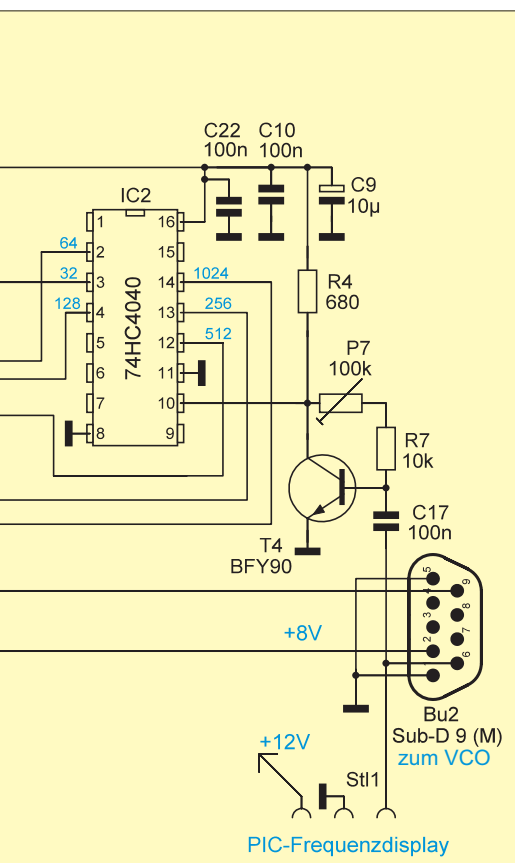 C22 C10
100n 100n
C9
10µ
IC2
74HC4040
1 16
64 2 15
32 3 14 1024
128 4 13 256
5 12 512
6 11
7 10
8 9
R4
680
P7
100k
R7
10k
C17
100n
T4
BFY90
5
9
4
8
3
7
2
6
1
+8V
Bu2
Sub-D 9 (M)
zum VCO
+12V
Stl1
PIC-Frequenzdisplay